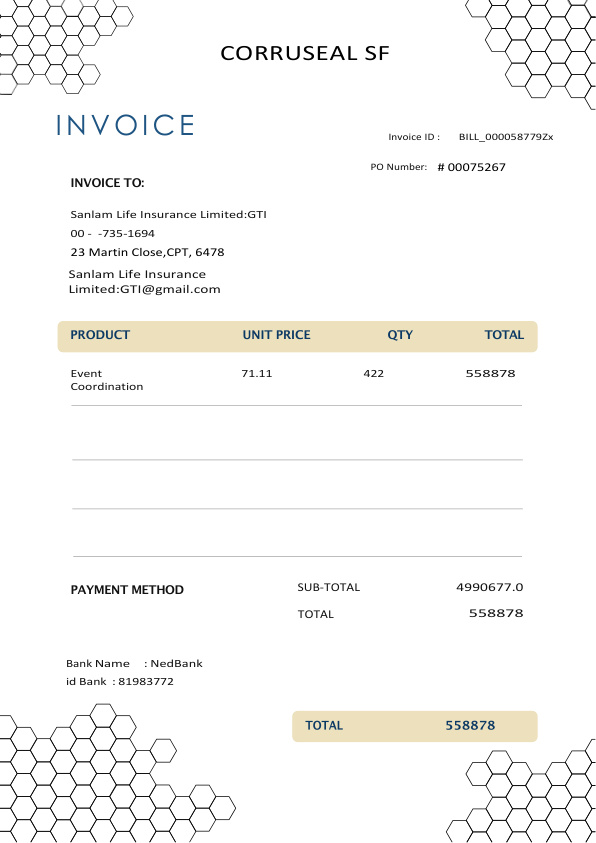 CORRUSEAL SF
INVOICE
Invoice ID : BILL_000058779Zx
PO Number: # 00075267
INVOICE TO:
Sanlam Life Insurance Limited:GTI
00 - -735-1694
23 Martin Close,CPT, 6478
Sanlam Life Insurance
Limited:GTI@gmail.com
PRODUCT UNIT PRICE QTY TOTAL
Event 71.11 422 558878
Coordination
PAYMENT METHOD
SUB-TOTAL 4990677.0
TOTAL 558878
Bank Name : NedBank
id Bank : 81983772
TOTAL 558878